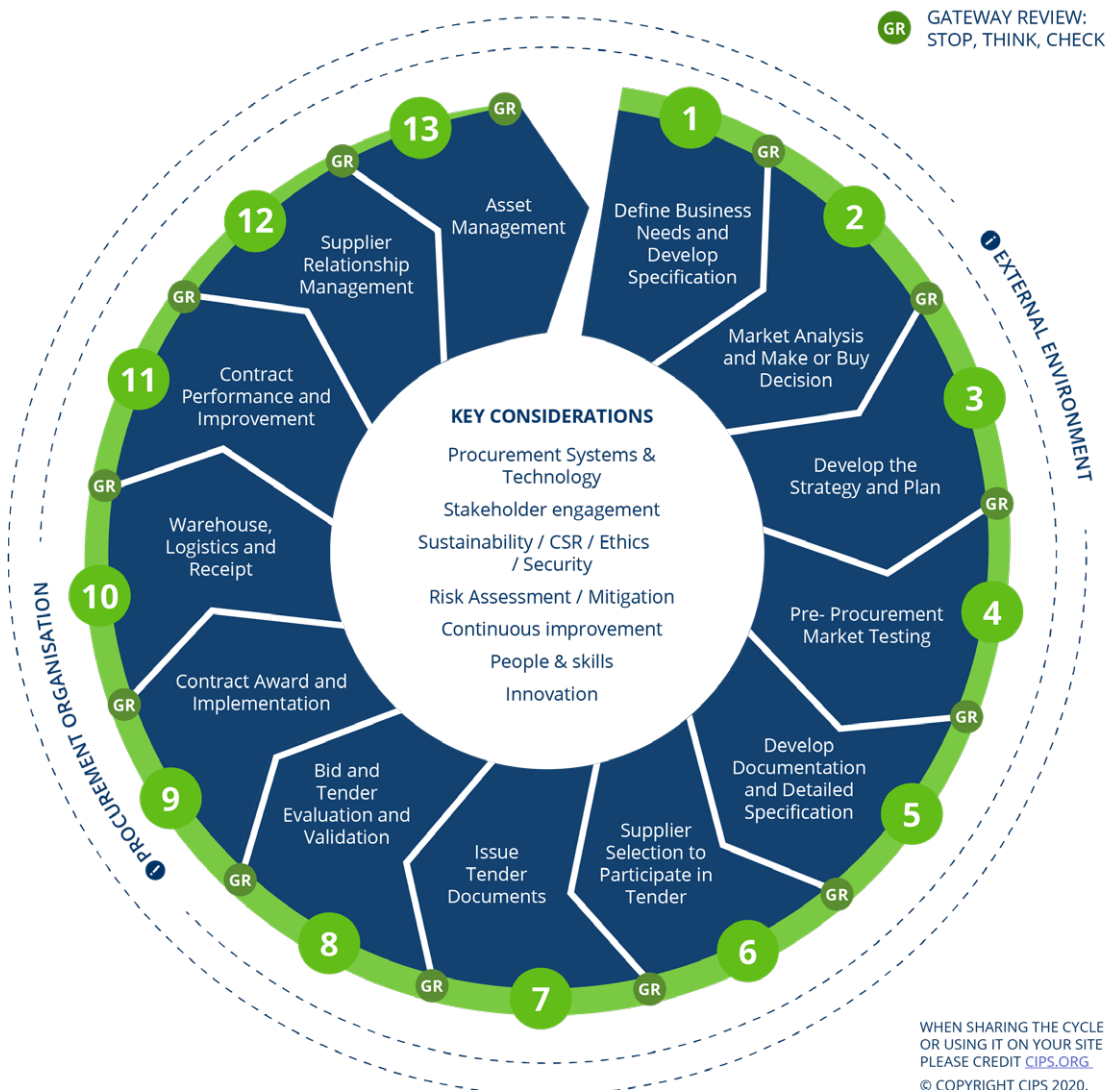 GR
GATEWAY REVIEW:
STOP, THINK, CHECK
1
Define Business
Needs and
Develop
Specification
GR
2
Market Analysis
and Make or Buy
Decision
GR
3
Develop the
Strategy and Plan
GR
4
Pre- Procurement
Market Testing
GR
5
Develop
Documentation
and Detailed
Specification
GR
6
Supplier
Selection to
Participate in
Tender
GR
7
Issue
Tender
Documents
GR
8
Bid and
Tender
Evaluation and
Validation
GR
9
Contract Award and
Implementation
GR
10
Warehouse,
Logistics and
Receipt
GR
11
Contract
Performance and
Improvement
GR
12
Supplier
Relationship
Management
GR
13
Asset
Management
GR
KEY CONSIDERATIONS
Procurement Systems &
Technology
Stakeholder engagement
Sustainability / CSR / Ethics
/ Security
Risk Assessment / Mitigation
Continuous improvement
People & skills
Innovation
i EXTERNAL ENVIRONMENT
i PROCUREMENT ORGANISATION
WHEN SHARING THE CYCLE
OR USING IT ON YOUR SITE
PLEASE CREDIT CIPS.ORG
© COPYRIGHT CIPS 2020.